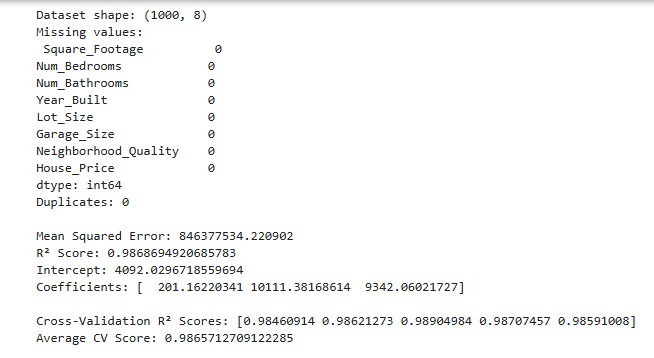 Dataset shape: (1000, 8)
Missing values:
Square_Footage 0
Num_Bedrooms 0
Num_Bathrooms 0
Year_Built 0
Lot_Size 0
Garage_Size 0
Neighborhood_Quality 0
House_Price 0
dtype: int64
Duplicates: 0
Mean Squared Error: 846377534.220902
R² Score: 0.9868694920685783
Intercept: 4092.0296718559694
Coefficients: [ 201.16220341 10111.38168614 9342.06021727]
Cross-Validation R² Scores: [0.98460914 0.98621273 0.98904984 0.98707457 0.98591008]
Average CV Score: 0.9865712709122285